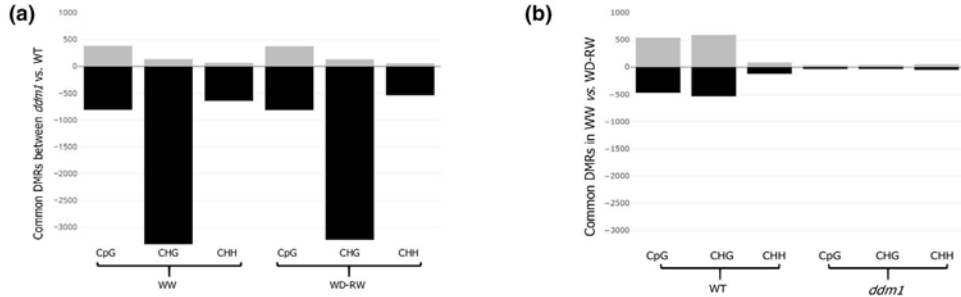 (a)
Common DMRs between ddm1 vs. WT
1000
500
0
−500
−1000
−1500
−2000
−2500
−3000
CpG CHG CHH CpG CHG CHH
WW WD-RW
(b)
Common DMRs in WW vs. WD-RW
1000
500
0
−500
−1000
−1500
−2000
−2500
−3000
CpG CHG CHH CpG CHG CHH
WT ddm1